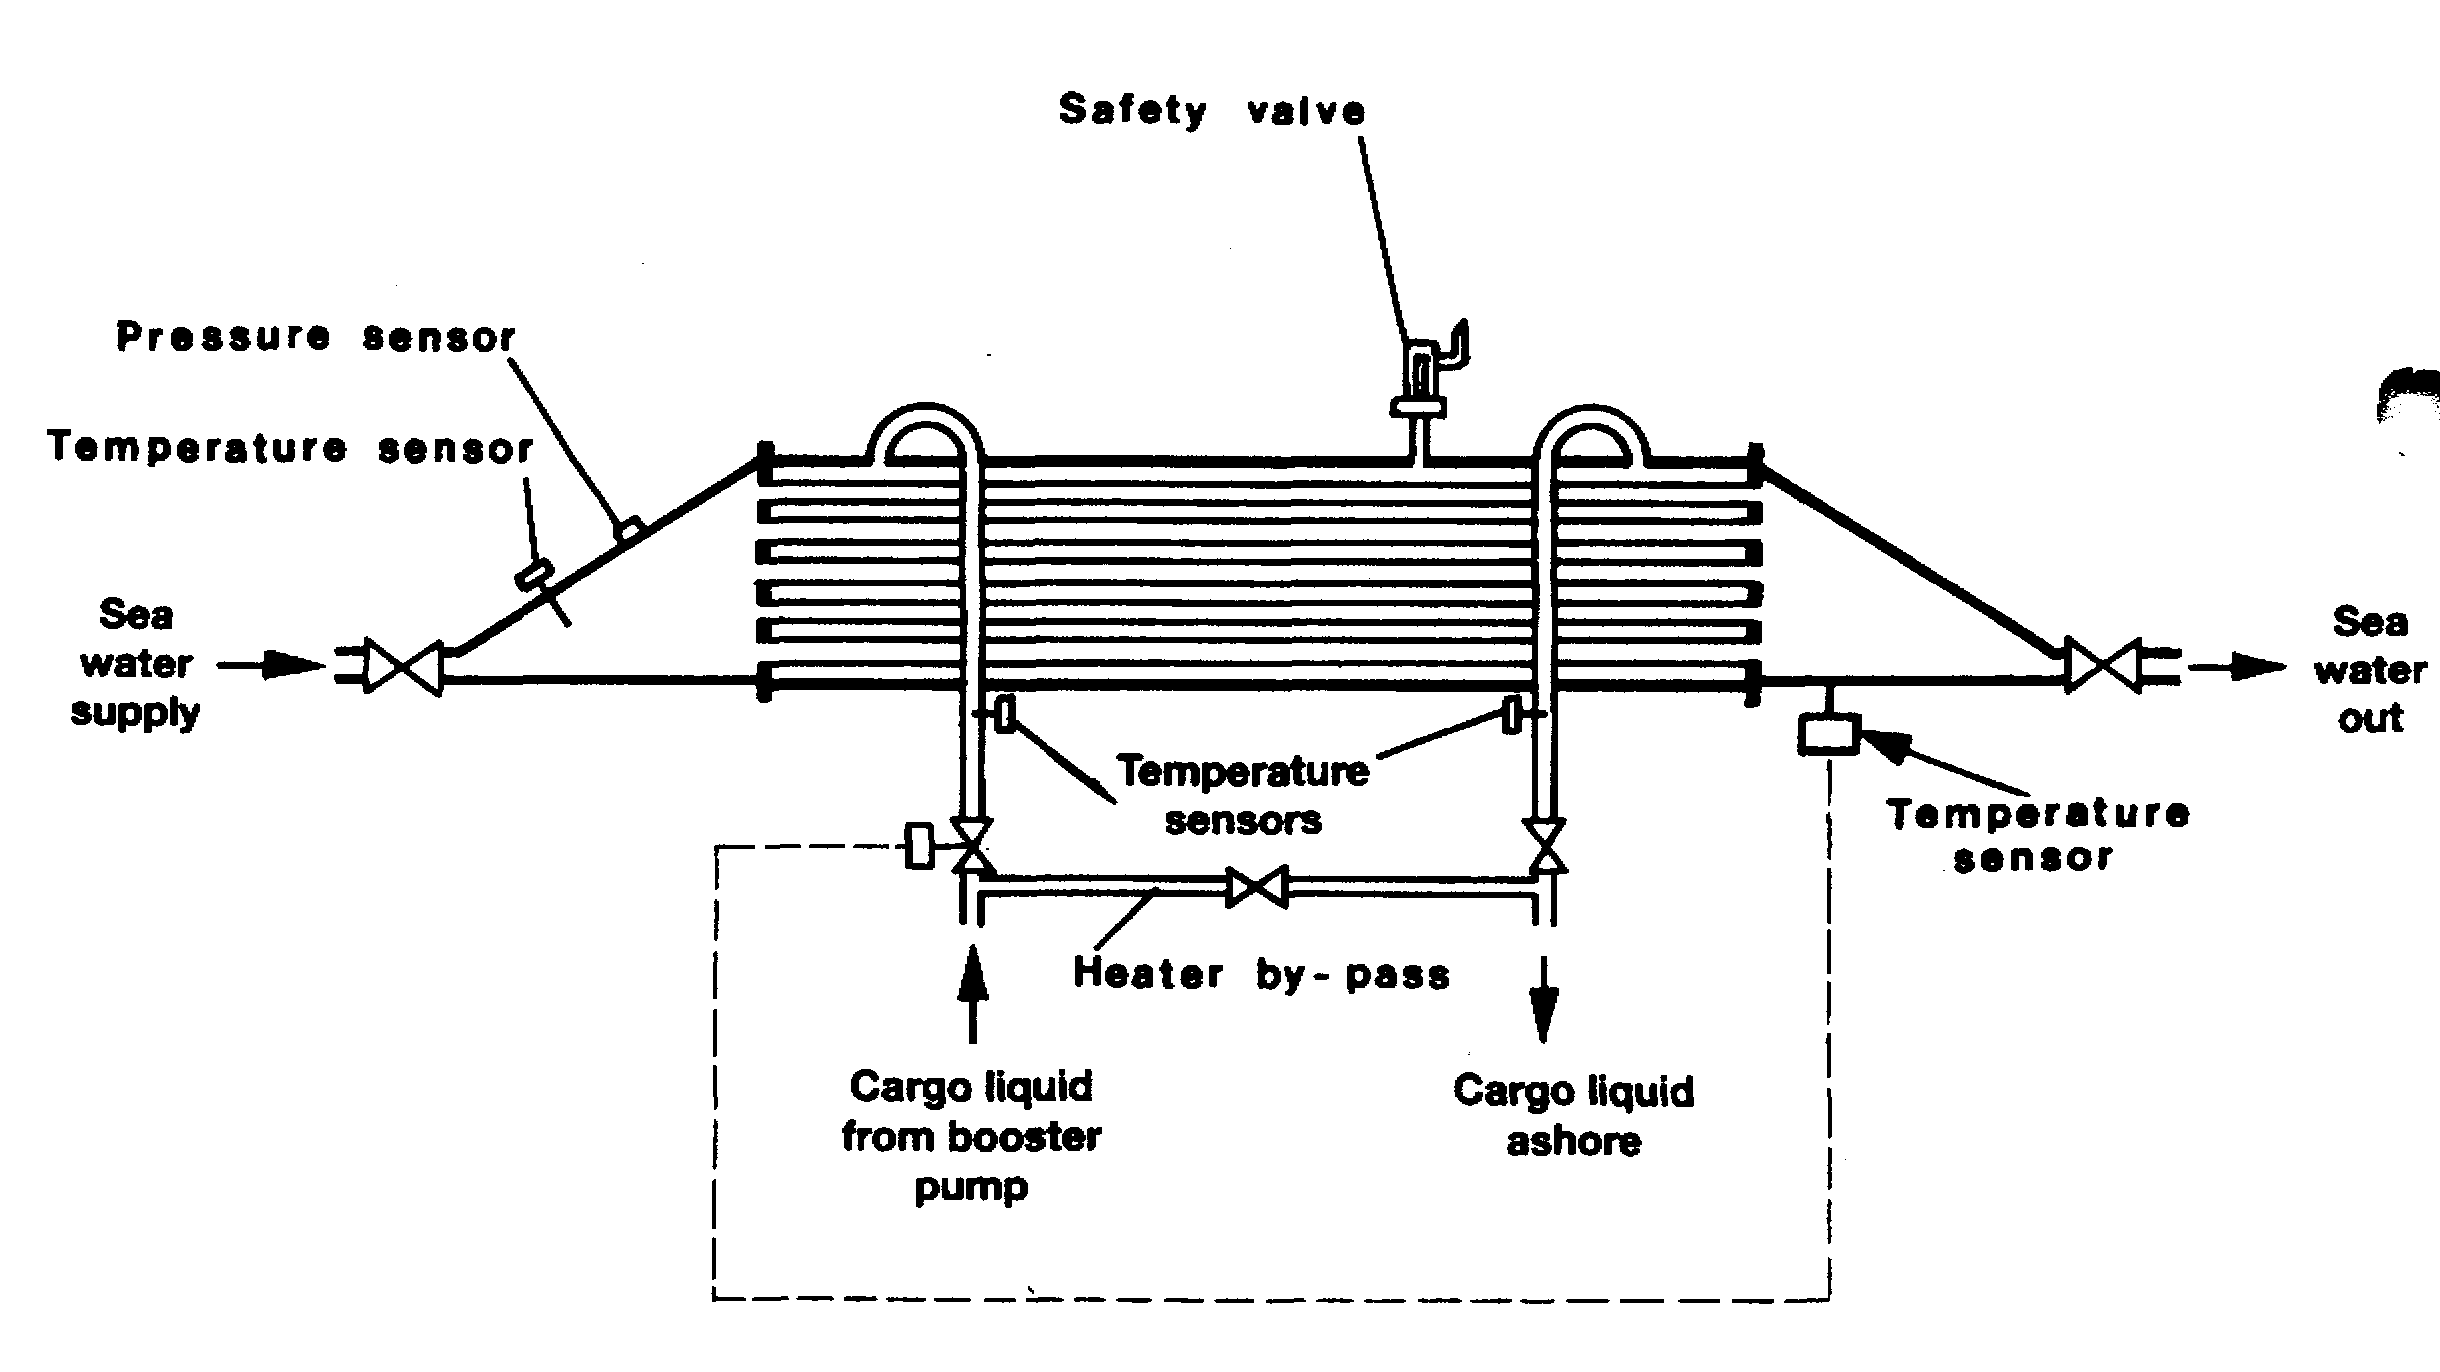 Safety valve
Pressure sensor
Temperature sensor
Sea
water
supply
Sea
water
out
Temperature
sensors
Temperature
sensor
Heater by-pass
Cargo liquid
from booster
pump
Cargo liquid
ashore